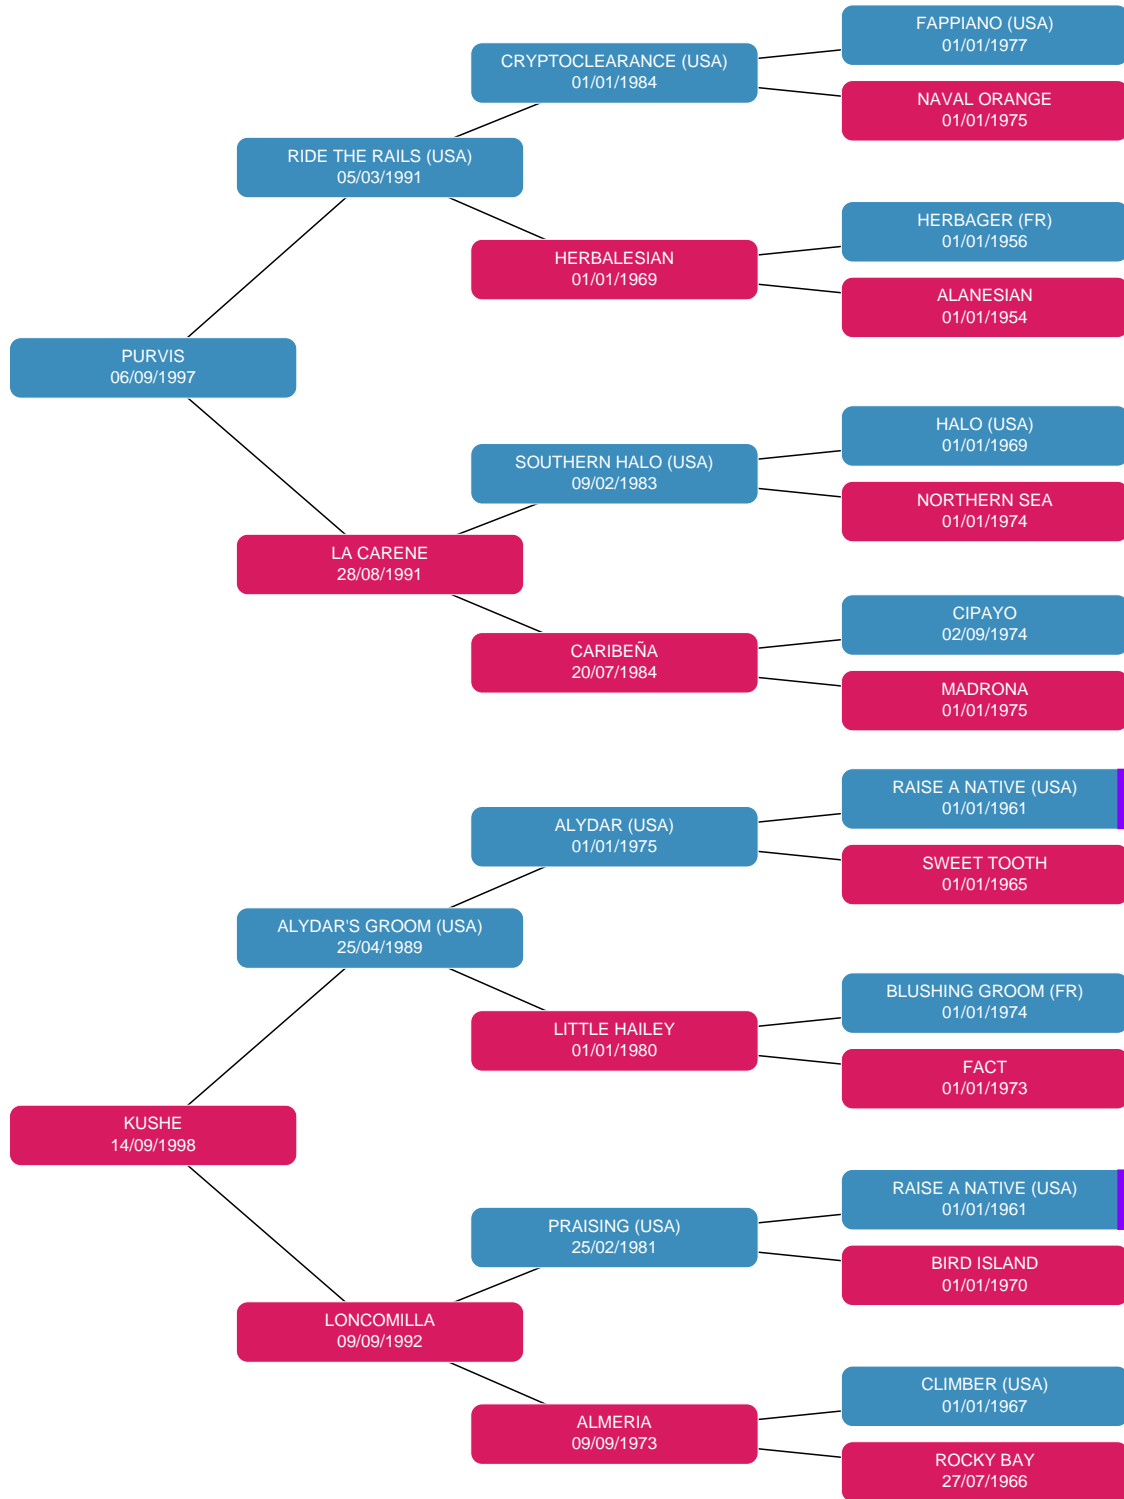 FAPPIANO (USA)
01/01/1977
CRYPTOCLEARANCE (USA)
01/01/1984
NAVAL ORANGE
01/01/1975
RIDE THE RAILS (USA)
05/03/1991
HERBAGER (FR)
01/01/1956
HERBALESIAN
01/01/1969
ALANESIAN
01/01/1954
PURVIS
06/09/1997
HALO (USA)
01/01/1969
SOUTHERN HALO (USA)
09/02/1983
NORTHERN SEA
01/01/1974
LA CARENE
28/08/1991
CIPAYO
02/09/1974
CARIBEÑA
20/07/1984
MADRONA
01/01/1975
RAISE A NATIVE (USA)
01/01/1961
ALYDAR (USA)
01/01/1975
SWEET TOOTH
01/01/1965
ALYDAR'S GROOM (USA)
25/04/1989
BLUSHING GROOM (FR)
01/01/1974
LITTLE HAILEY
01/01/1980
FACT
01/01/1973
KUSHE
14/09/1998
RAISE A NATIVE (USA)
01/01/1961
PRAISING (USA)
25/02/1981
BIRD ISLAND
01/01/1970
LONCOMILLA
09/09/1992
CLIMBER (USA)
01/01/1967
ALMERIA
09/09/1973
ROCKY BAY
27/07/1966